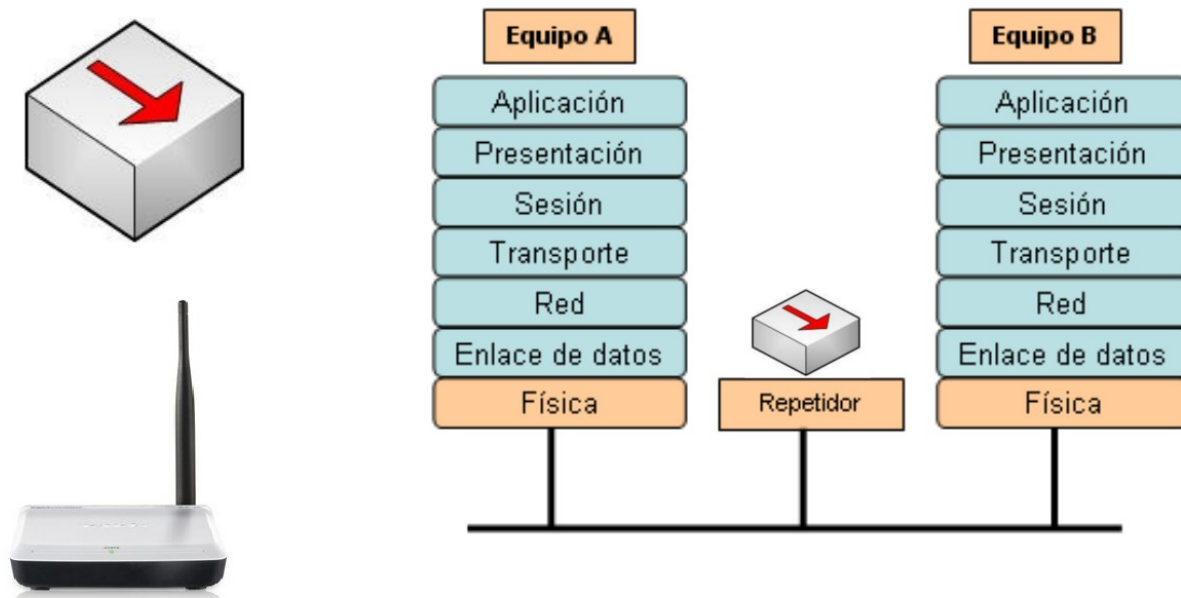 Equipo A
Aplicación
Presentación
Sesión
Transporte
Red
Enlace de datos
Física
Repetidor
Equipo B
Aplicación
Presentación
Sesión
Transporte
Red
Enlace de datos
Física